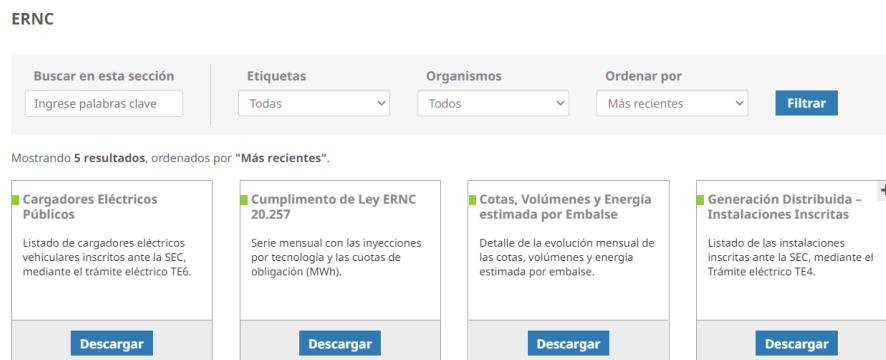 ERNC
Buscar en esta sección
Etiquetas
Organismos
Ordenar por
Ingrese palabras clave
Todas
Todos
Más recientes
Filtrar
Mostrando 5 resultados, ordenados por "Más recientes".
Cargadores Eléctricos
Públicos
Listado de cargadores eléctricos
vehiculares inscritos ante la SEC,
mediante el trámite eléctrico TE6.
Descargar
Cumplimento de Ley ERNC
20.257
Serie mensual con las inyecciones
por tecnología y las cuotas de
obligación (MWh).
Descargar
Cotas, Volúmenes y Energía
estimada por Embalse
Detalle de la evolución mensual de
las cotas, volúmenes y energía
estimada por embalse.
Descargar
+
Generación Distribuida –
Instalaciones Inscritas
Listado de las instalaciones
inscritas ante la SEC, mediante el
Trámite eléctrico TE4.
Descargar